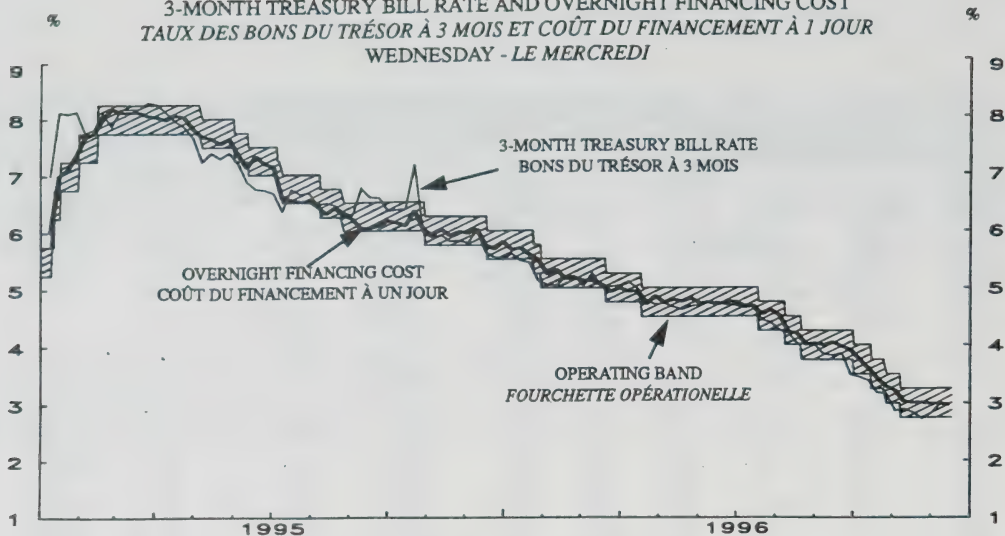 3-MONTH TREASURY BILL RATE AND OVERNIGHT FINANCING COST
TAUX DES BONS DU TRÉSOR À 3 MOIS ET COÛT DU FINANCEMENT À 1 JOUR
WEDNESDAY - LE MERCREDI
% %
9 9
8 8
7 7
6 6
5 5
4 4
3 3
2 2
1 1
3-MONTH TREASURY BILL RATE
BONS DU TRÉSOR À 3 MOIS
OVERNIGHT FINANCING COST
COÛT DU FINANCEMENT À UN JOUR
OPERATING BAND
FOURCHETTE OPÉRATIONELLE
1995 1996